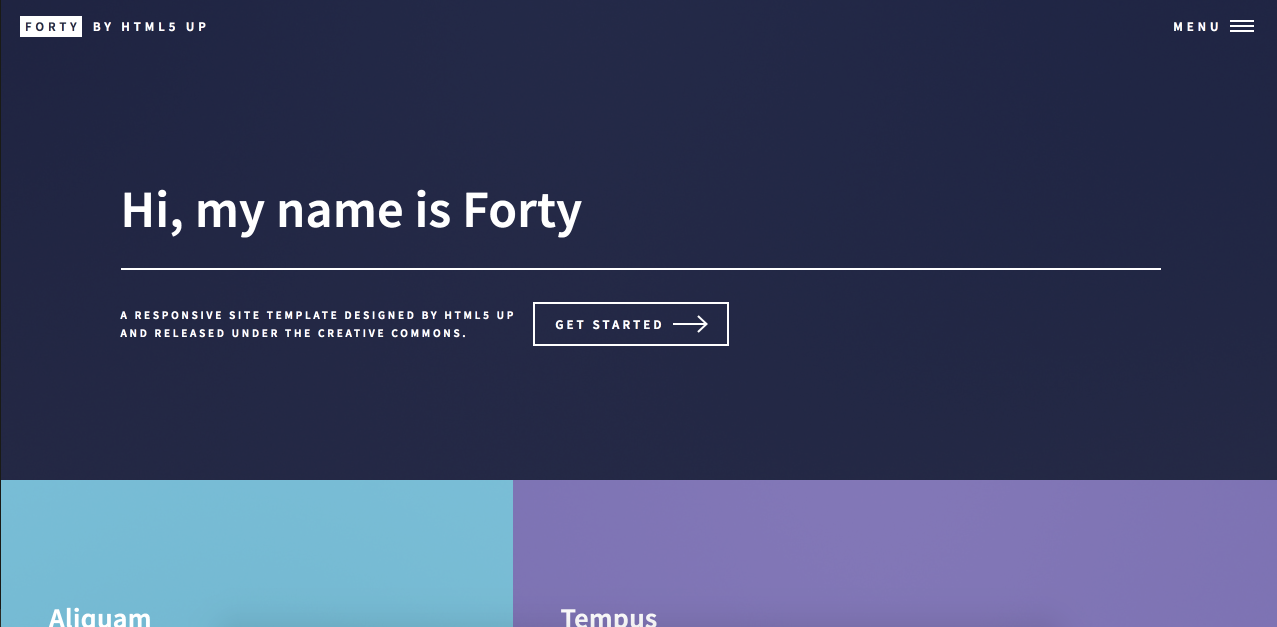 FORTY BY HTML5 UP
MENU
Hi, my name is Forty
A RESPONSIVE SITE TEMPLATE DESIGNED BY HTML5 UP
AND RELEASED UNDER THE CREATIVE COMMONS.
GET STARTED
Aliquam
Tempus